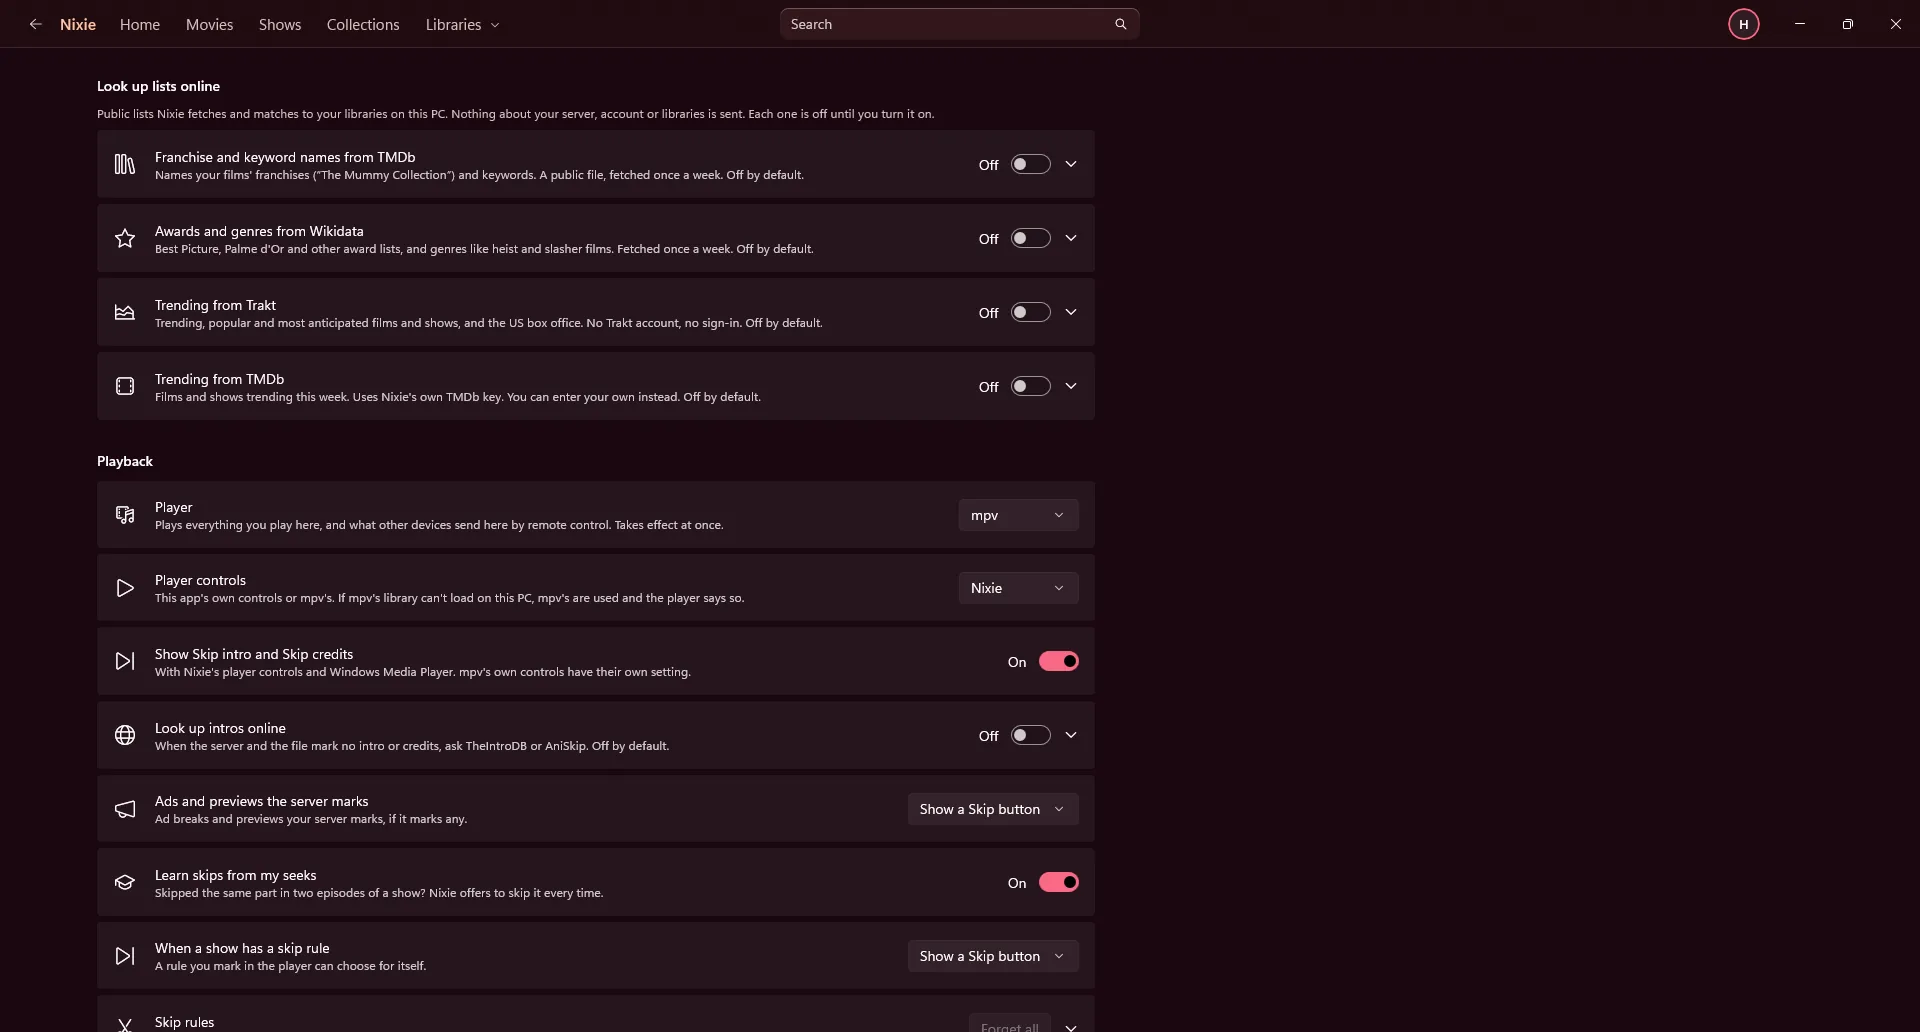 Nixie Home Movies Shows Collections Libraries
Search
H
Look up lists online
Public lists Nixie fetches and matches to your libraries on this PC. Nothing about your server, account or libraries is sent. Each one is off until you turn it on.
Franchise and keyword names from TMDb
Names your films' franchises ("The Mummy Collection") and keywords. A public file, fetched once a week. Off by default.
Off
Awards and genres from Wikidata
Best Picture, Palme d'Or and other award lists, and genres like heist and slasher films. Fetched once a week. Off by default.
Off
Trending from Trakt
Trending, popular and most anticipated films and shows, and the US box office. No Trakt account, no sign-in. Off by default.
Off
Trending from TMDb
Films and shows trending this week. Uses Nixie's own TMDb key. You can enter your own instead. Off by default.
Off
Playback
Player
Plays everything you play here, and what other devices send here by remote control. Takes effect at once.
mpv
Player controls
This app's own controls or mpv's. If mpv's library can't load on this PC, mpv's are used and the player says so.
Nixie
Show Skip intro and Skip credits
With Nixie's player controls and Windows Media Player. mpv's own controls have their own setting.
On
Look up intros online
When the server and the file mark no intro or credits, ask TheIntroDB or AniSkip. Off by default.
Off
Ads and previews the server marks
Ad breaks and previews your server marks, if it marks any.
Show a Skip button
Learn skips from my seeks
Skipped the same part in two episodes of a show? Nixie offers to skip it every time.
On
When a show has a skip rule
A rule you mark in the player can choose for itself.
Show a Skip button
Skip rules
Forget all